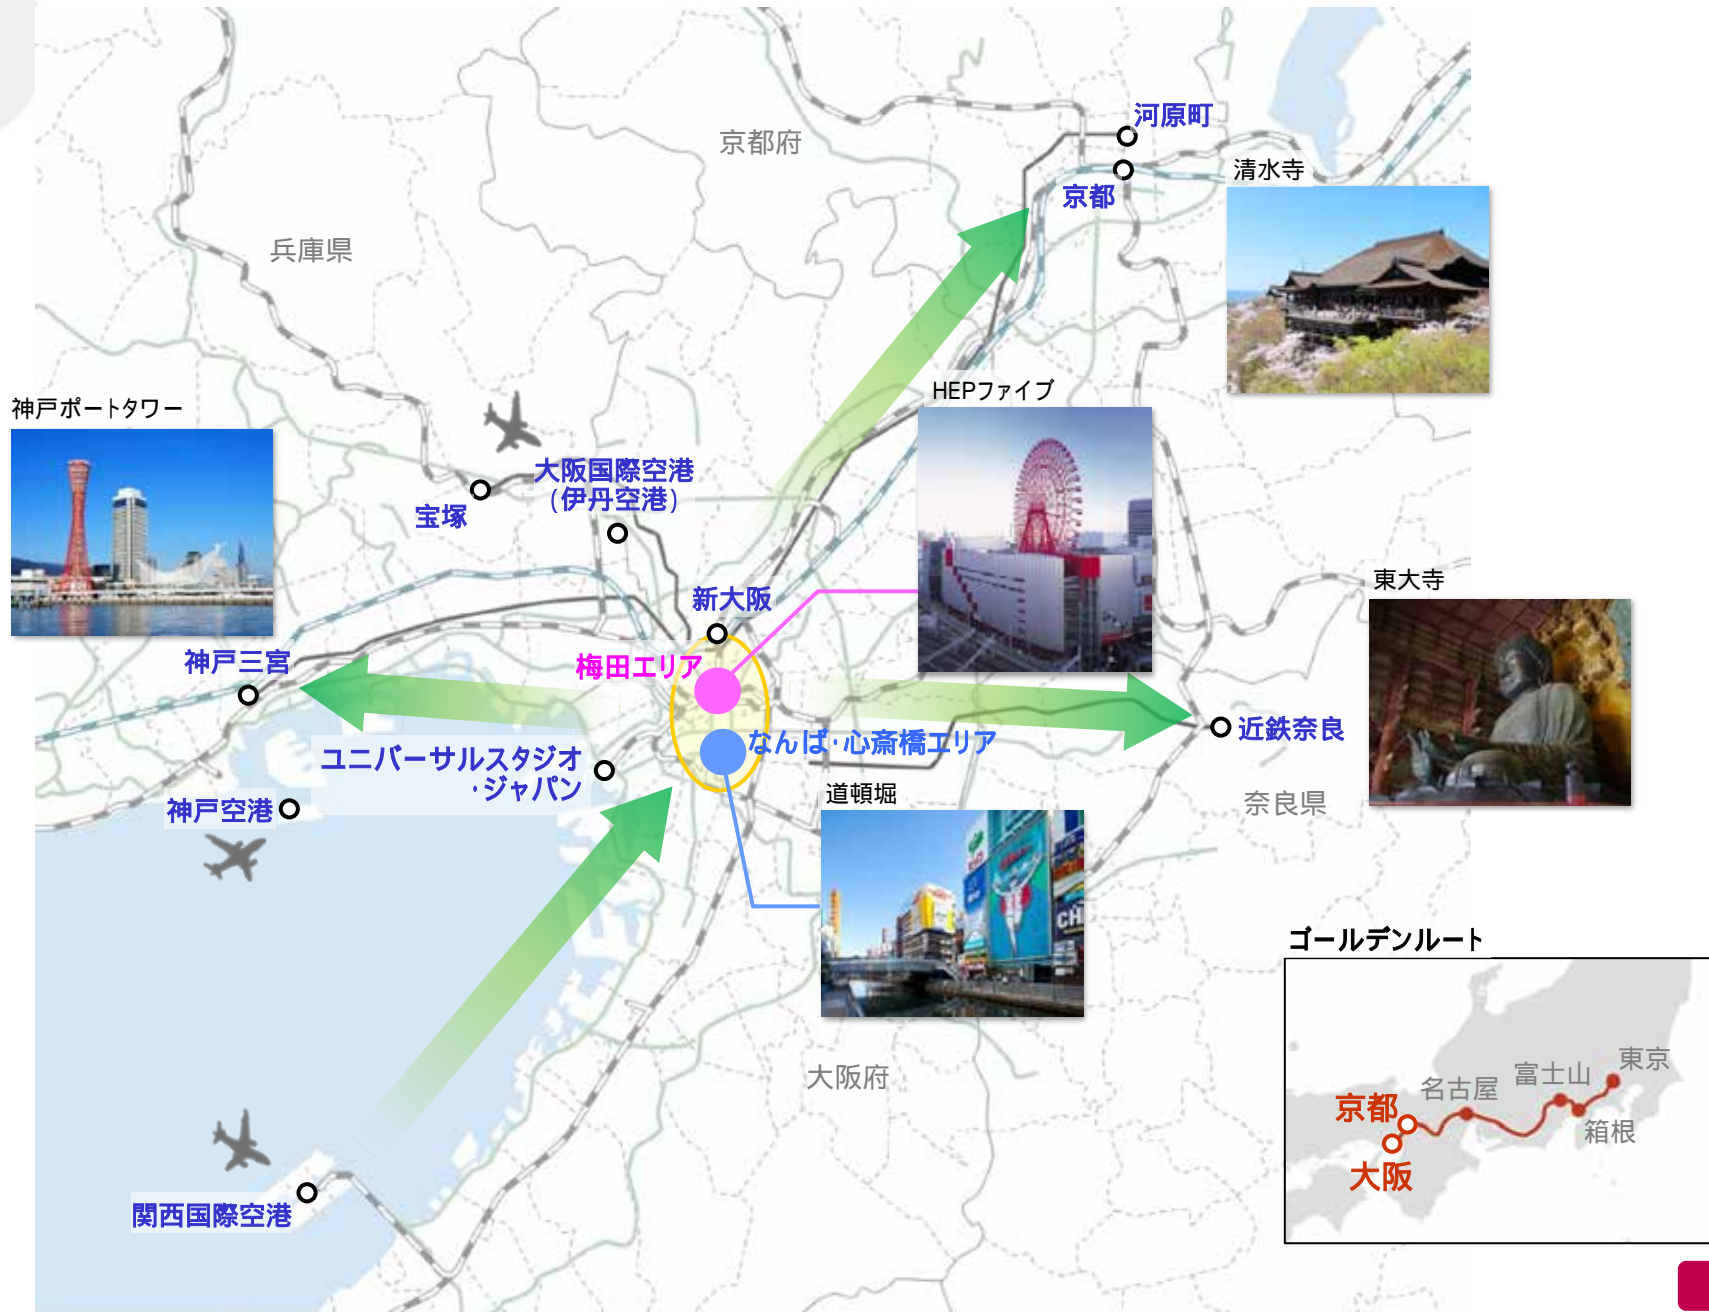 河原町
京都府
清水寺
京都
兵庫県
HEPファイブ
神戸ポートタワー
大阪国際空港
(伊丹空港)
宝塚
東大寺
新大阪
神戸三宮
梅田エリア
近鉄奈良
なんば・心斎橋エリア
ユニバーサルスタジオ
・ジャパン
道頓堀
奈良県
神戸空港
CH
ゴールデンルート
大阪府
東京
富士山
名古屋
京都
箱根
大阪
関西国際空港